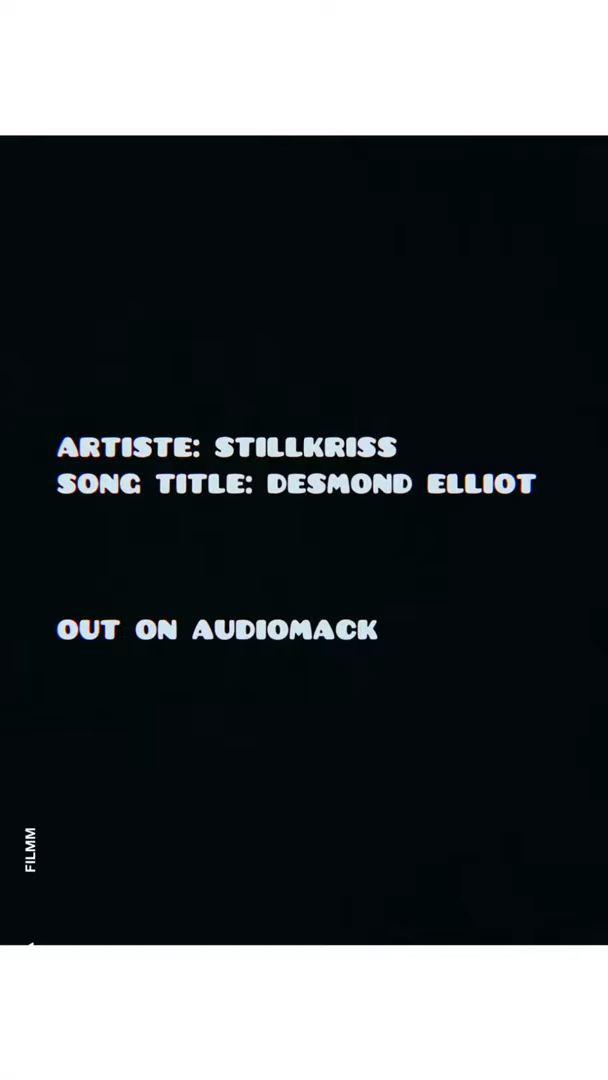 ARTISTE: STILLKRISS
SONG TITLE: DESMOND ELLIOT
OUT ON AUDIOMACK
FILMM